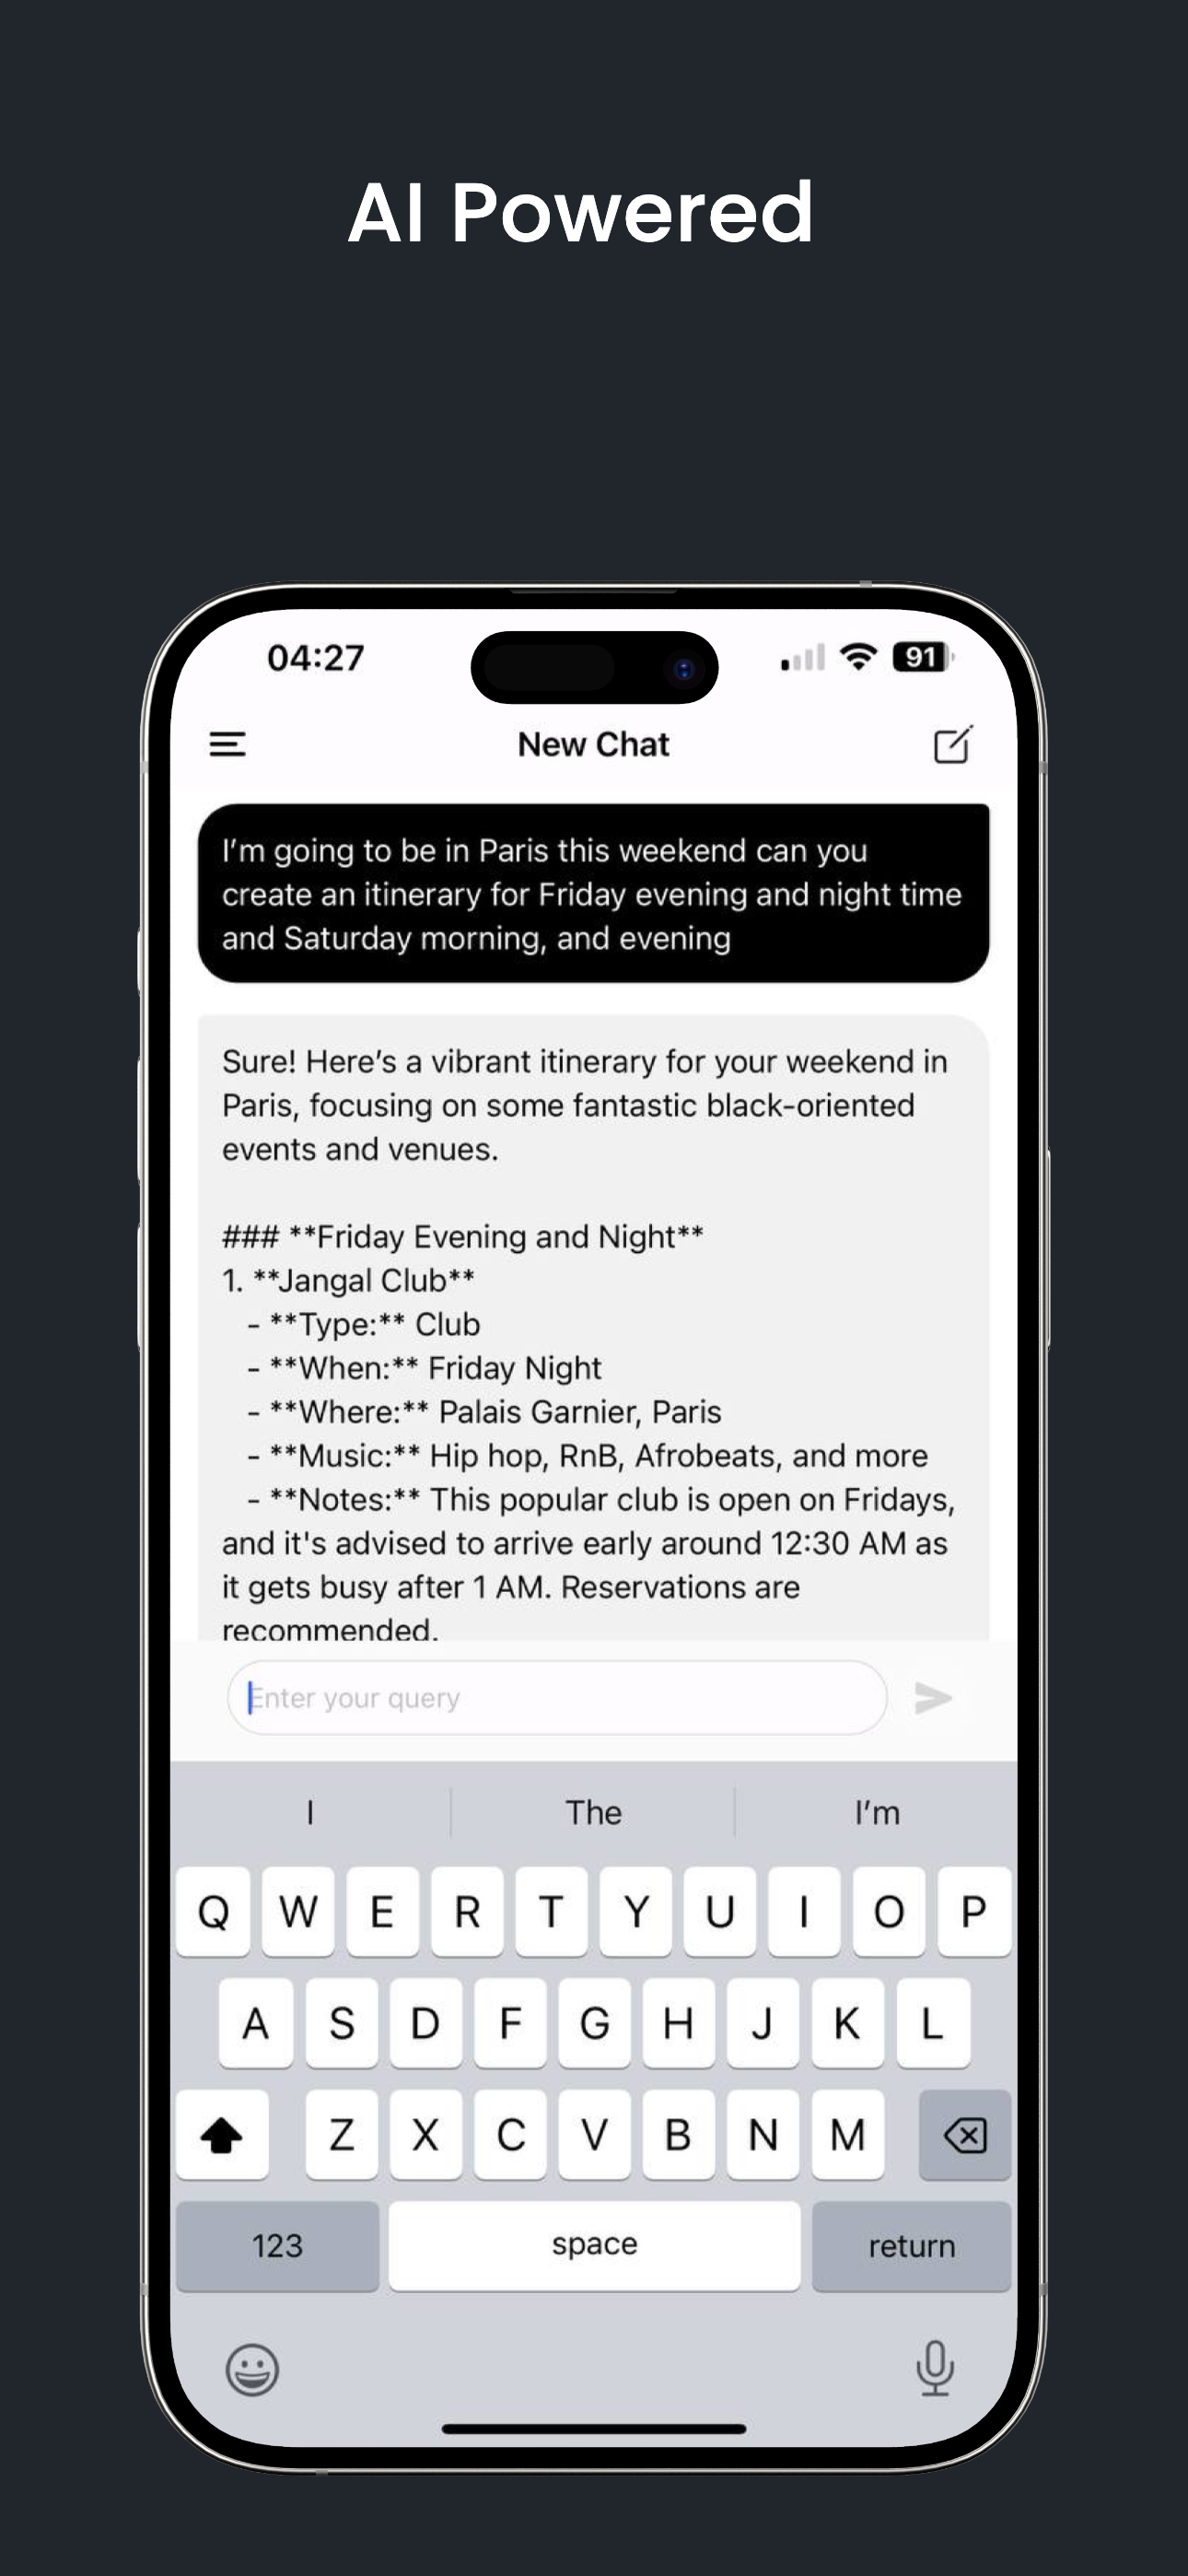 AI Powered
04:27
91
New Chat
I’m going to be in Paris this weekend can you
create an itinerary for Friday evening and night time
and Saturday morning, and evening
Sure! Here’s a vibrant itinerary for your weekend in
Paris, focusing on some fantastic black-oriented
events and venues.
### **Friday Evening and Night**
1. **Jangal Club**
- **Type:** Club
- **When:** Friday Night
- **Where:** Palais Garnier, Paris
- **Music:** Hip hop, RnB, Afrobeats, and more
- **Notes:** This popular club is open on Fridays,
and it's advised to arrive early around 12:30 AM as
it gets busy after 1 AM. Reservations are
recommended.
Enter your query
I The I’m
Q W E R T Y U I O P
A S D F G H J K L
Z X C V B N M
123 space return